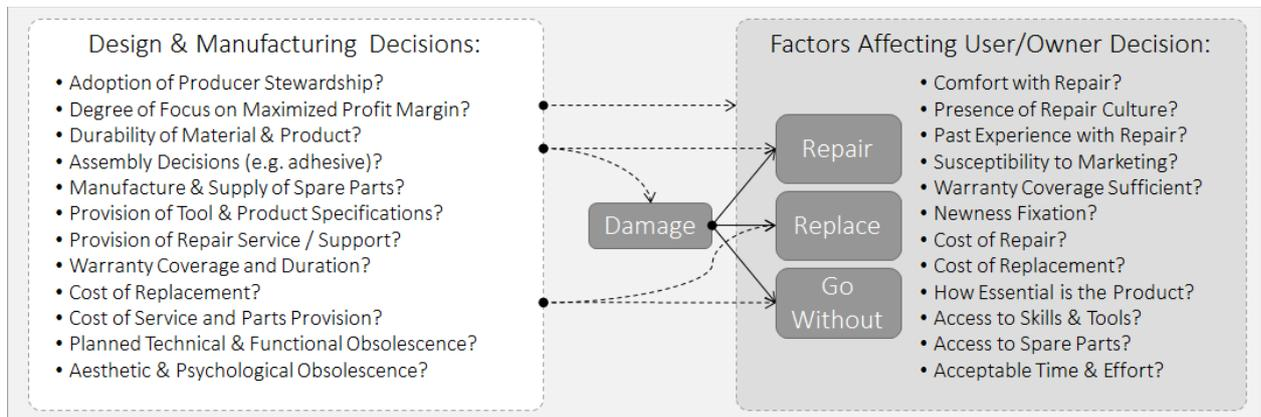 Design & Manufacturing Decisions:
• Adoption of Producer Stewardship?
• Degree of Focus on Maximized Profit Margin?
• Durability of Material & Product?
• Assembly Decisions (e.g. adhesive)?
• Manufacture & Supply of Spare Parts?
• Provision of Tool & Product Specifications?
• Provision of Repair Service / Support?
• Warranty Coverage and Duration?
• Cost of Replacement?
• Cost of Service and Parts Provision?
• Planned Technical & Functional Obsolescence?
• Aesthetic & Psychological Obsolescence?
Damage
Factors Affecting User/Owner Decision:
Repair
Replace
Go
Without
• Comfort with Repair?
• Presence of Repair Culture?
• Past Experience with Repair?
• Susceptibility to Marketing?
• Warranty Coverage Sufficient?
• Newness Fixation?
• Cost of Repair?
• Cost of Replacement?
• How Essential is the Product?
• Access to Skills & Tools?
• Access to Spare Parts?
• Acceptable Time & Effort?